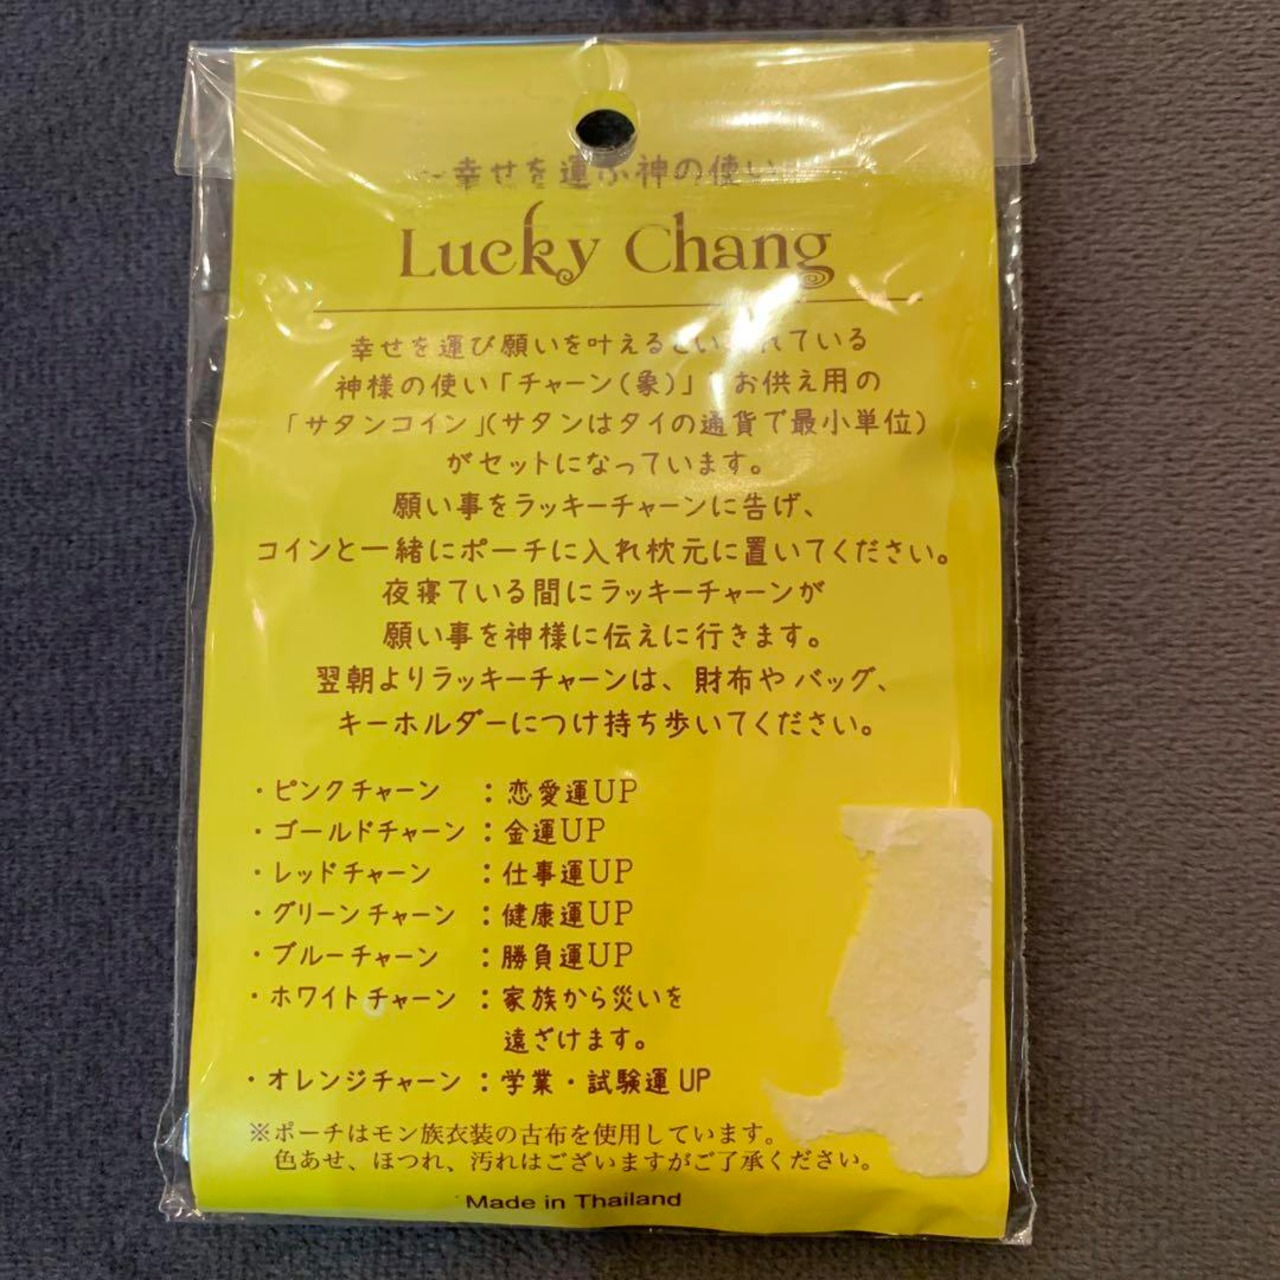 ～幸せを運ぶ神の使い
Lucky Chang
幸せを運び願いを叶えるといわれている
神様の使い「チャーン(象)」 お供え用の
「サタンコイン」(サタンはタイの通貨で最小単位)
がセットになっています。
願い事をラッキーチャーンに告げ、
コインと一緒にポーチに入れ枕元に置いてください。
夜寝ている間にラッキーチャーンが
願い事を神様に伝えに行きます。
翌朝よりラッキーチャーンは、財布やバッグ、
キーホルダーにつけ持ち歩いてください。
・ピンクチャーン ：恋愛運UP
・ゴールドチャーン：金運UP
・レッドチャーン ：仕事運UP
・グリーンチャーン ：健康運UP
・ブルーチャーン ：勝負運UP
・ホワイトチャーン ：家族から災いを
遠ざけます。
・オレンジチャーン：学業・試験運UP
※ポーチはモン族衣装の古布を使用しています。
色あせ、ほつれ、汚れはございますがご了承ください。
Made in Thailand